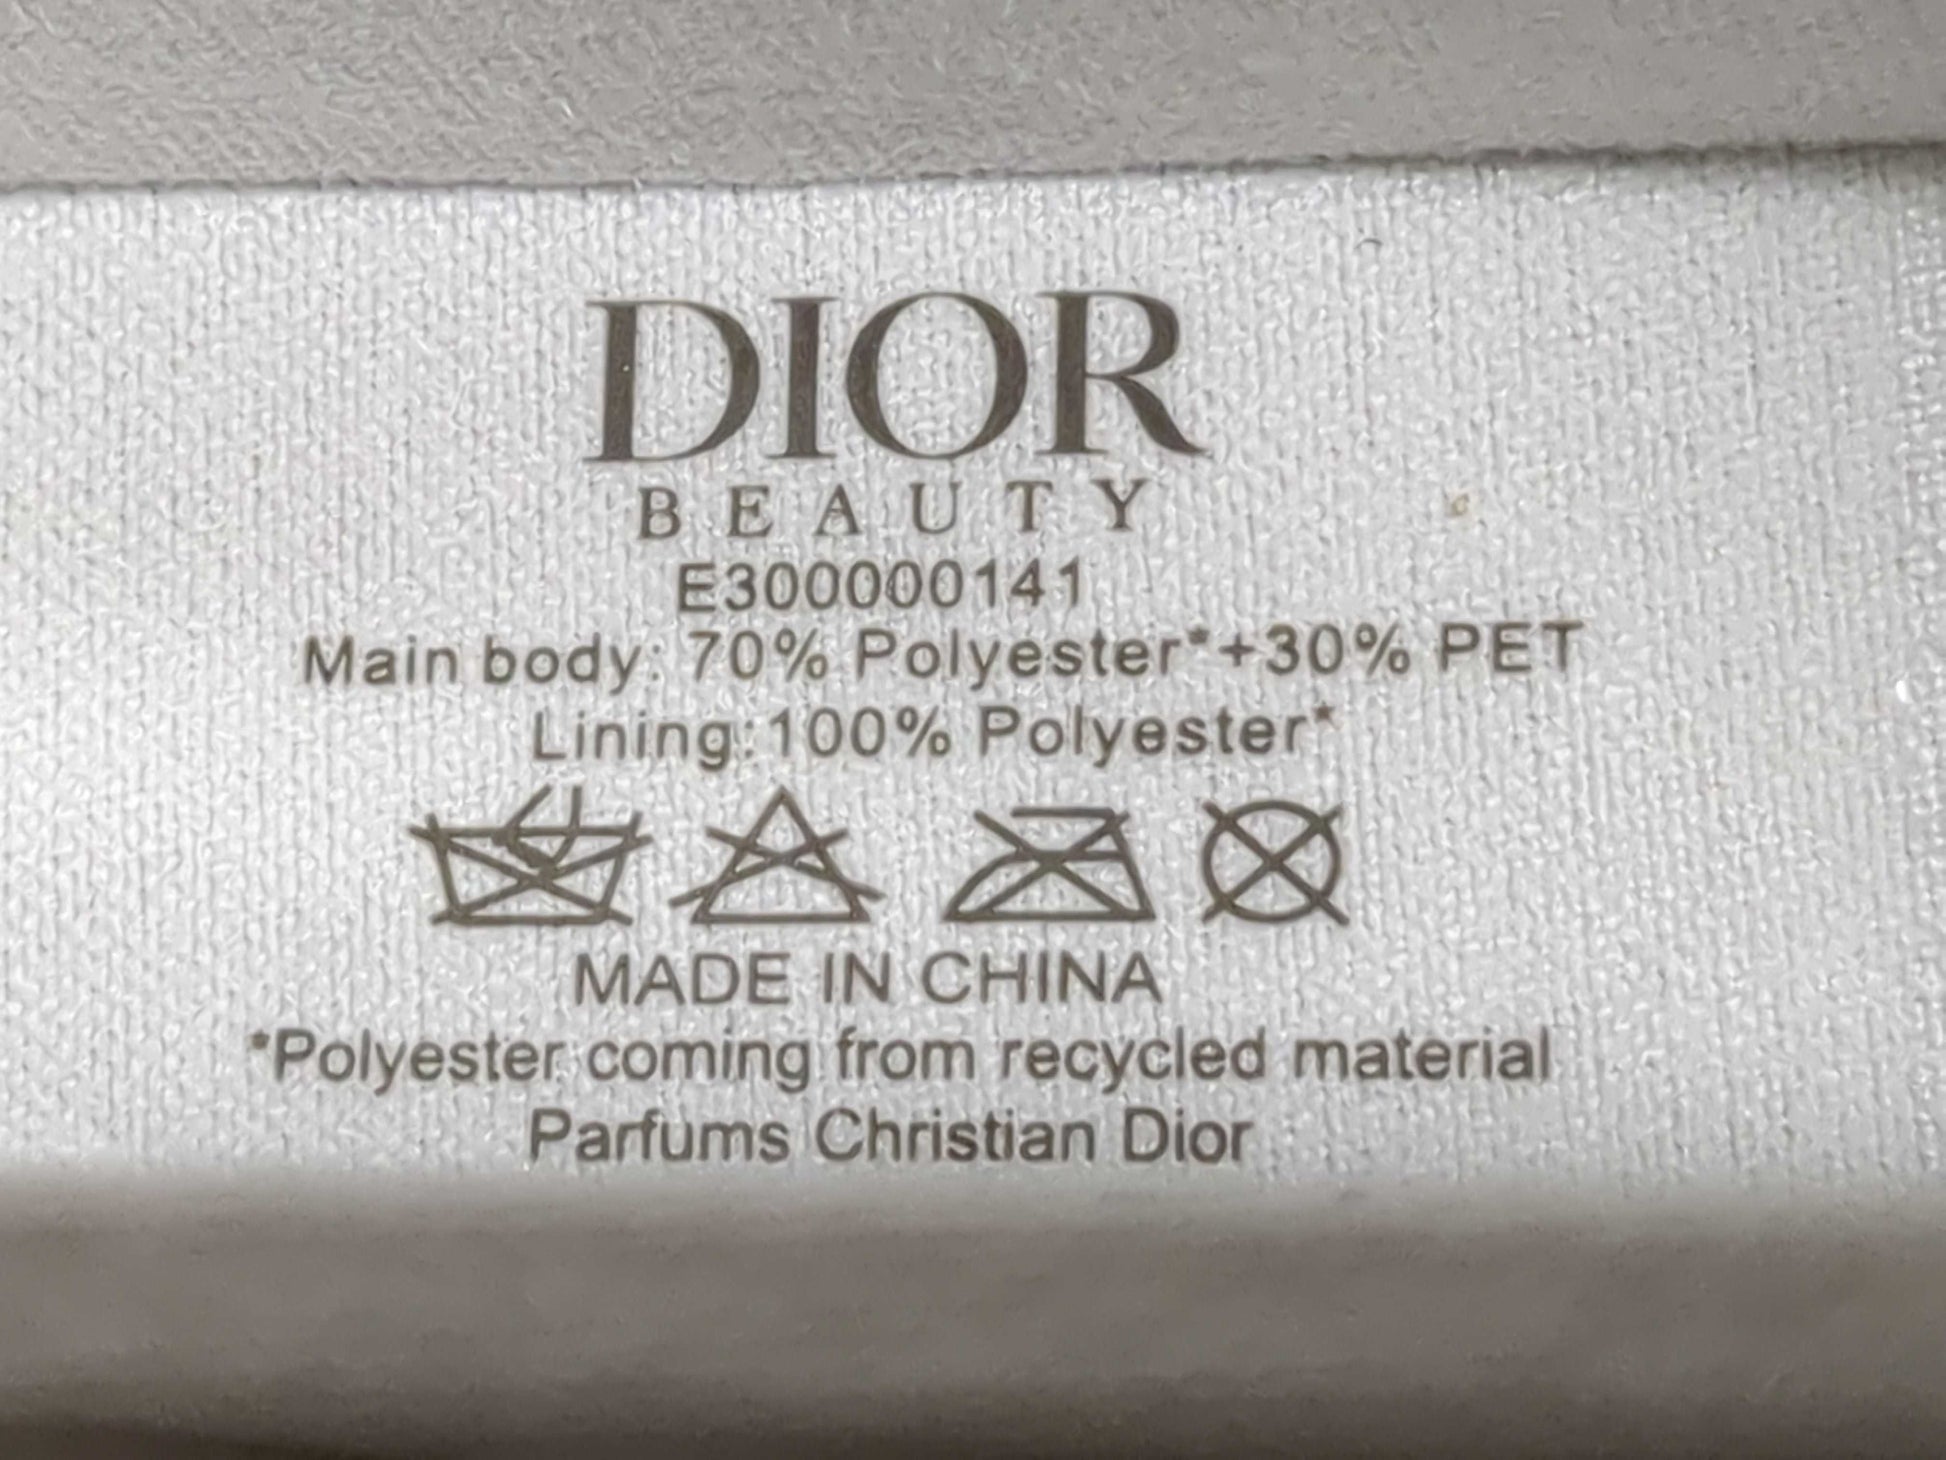 DIOR
BEAUTY
E300000141
Main body: 70% Polyester*+30% PET
Lining:100% Polyester*
MADE IN CHINA
*Polyester coming from recycled material
Parfums Christian Dior